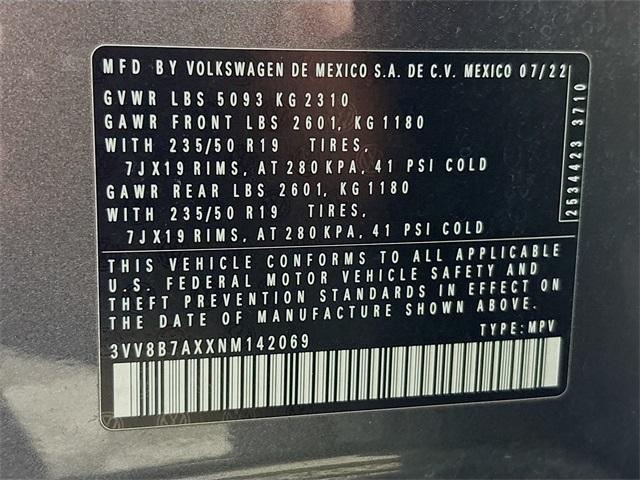 MFD BY VOLKSWAGEN DE MEXICO S.A. DE C.V. MEXICO 07/22
GVWR LBS 5093 KG 2310
GAWR FRONT LBS 2601, KG 1180
WITH 235/50 R19 TIRES,
7JX19 RIMS, AT 280 KPA, 41 PSI COLD
GAWR REAR LBS 2601, KG 1180
WITH 235/50 R19 TIRES,
7JX19 RIMS, AT 280 KPA, 41 PSI COLD
2534423 3710
THIS VEHICLE CONFORMS TO ALL APPLICABLE
U.S. FEDERAL MOTOR VEHICLE SAFETY AND
THEFT PREVENTION STANDARDS IN EFFECT ON
THE DATE OF MANUFACTURE SHOWN ABOVE.
TYPE: MPV
3VV8B7AXXNM142069